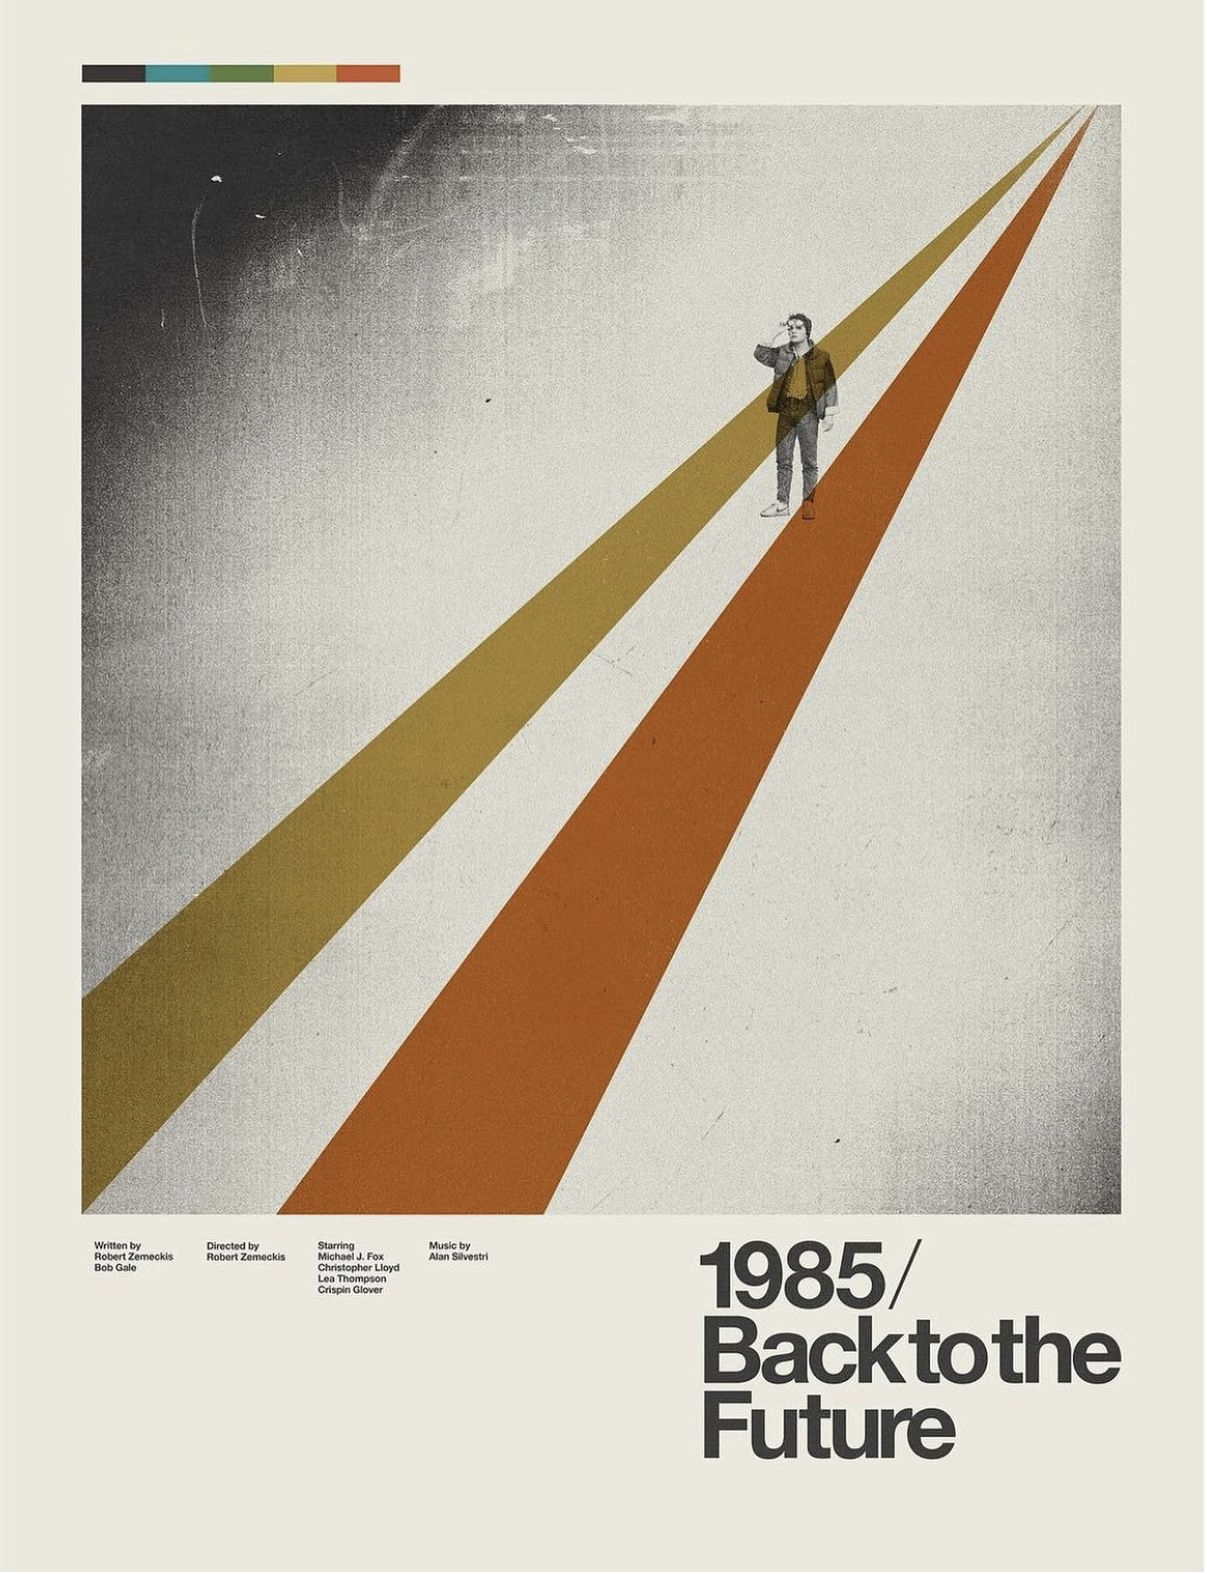 Written by
Robert Zemeckis
Bob Gale
Directed by
Robert Zemeckis
Starring
Michael J. Fox
Christopher Lloyd
Lea Thompson
Crispin Glover
Music by
Alan Silvestri
1985/
Back to the
Future